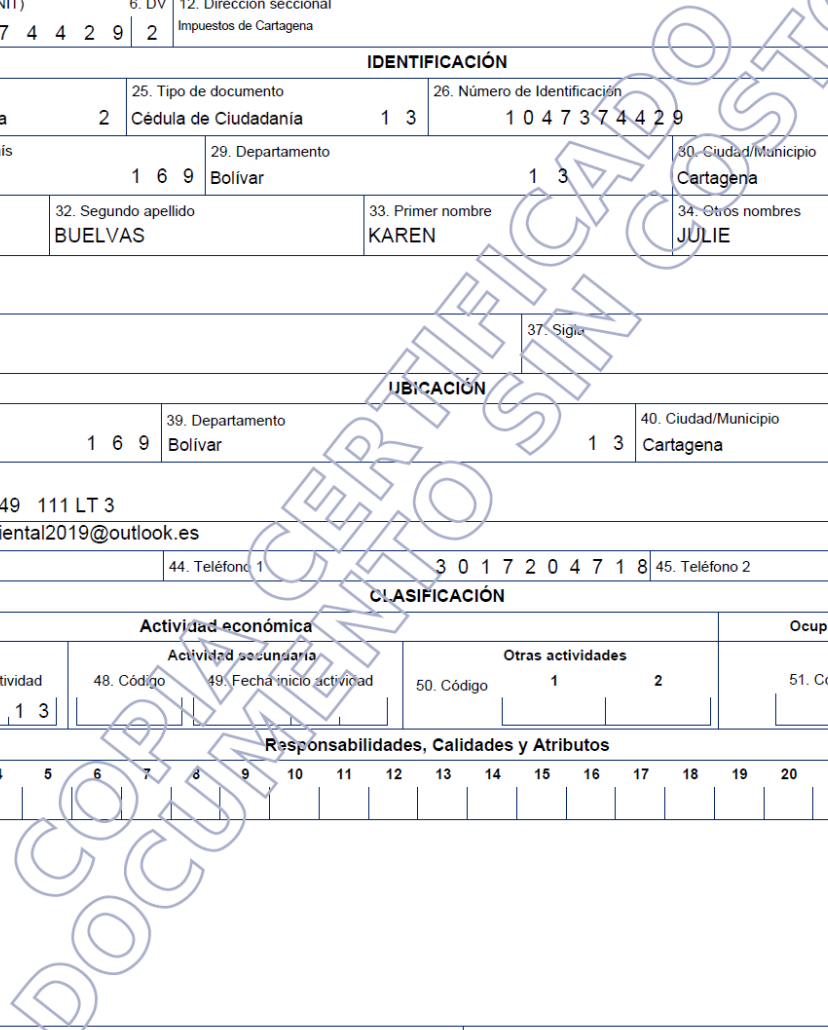 NIT) 6. DV 12. Dirección seccional
7 4 4 2 9 2 Impuestos de Cartagena
IDENTIFICACIÓN
25. Tipo de documento 26. Número de Identificación
a 2 Cédula de Ciudadanía 1 3 1 0 4 7 3 7 4 4 2 9
ís 29. Departamento 30. Ciudad/Municipio
1 6 9 Bolívar 1 3 Cartagena
32. Segundo apellido 33. Primer nombre 34. Otros nombres
BUELVAS KAREN JULIE
37. Sigla
UBICACIÓN
39. Departamento 40. Ciudad/Municipio
1 6 9 Bolívar 1 3 Cartagena
49 111 LT 3
iental2019@outlook.es
44. Teléfono 1 3 0 1 7 2 0 4 7 1 8 45. Teléfono 2
CLASIFICACIÓN
Actividad económica Ocup
Actividad secundaria Otras actividades
tividad 48. Código 49. Fecha inicio actividad 50. Código 1 2 51. Có
1 3
Responsabilidades, Calidades y Atributos
4 5 6 7 8 9 10 11 12 13 14 15 16 17 18 19 20
COPIA CERTIFICADO
DOCUMENTO SIN COSTO